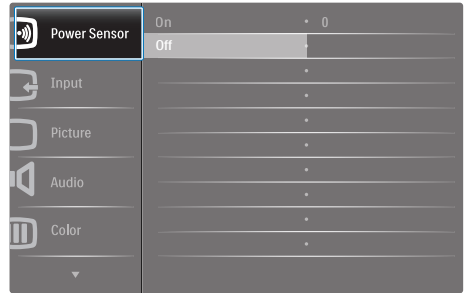 Power Sensor
On • 0
Off •
Input
Picture
Audio
Color